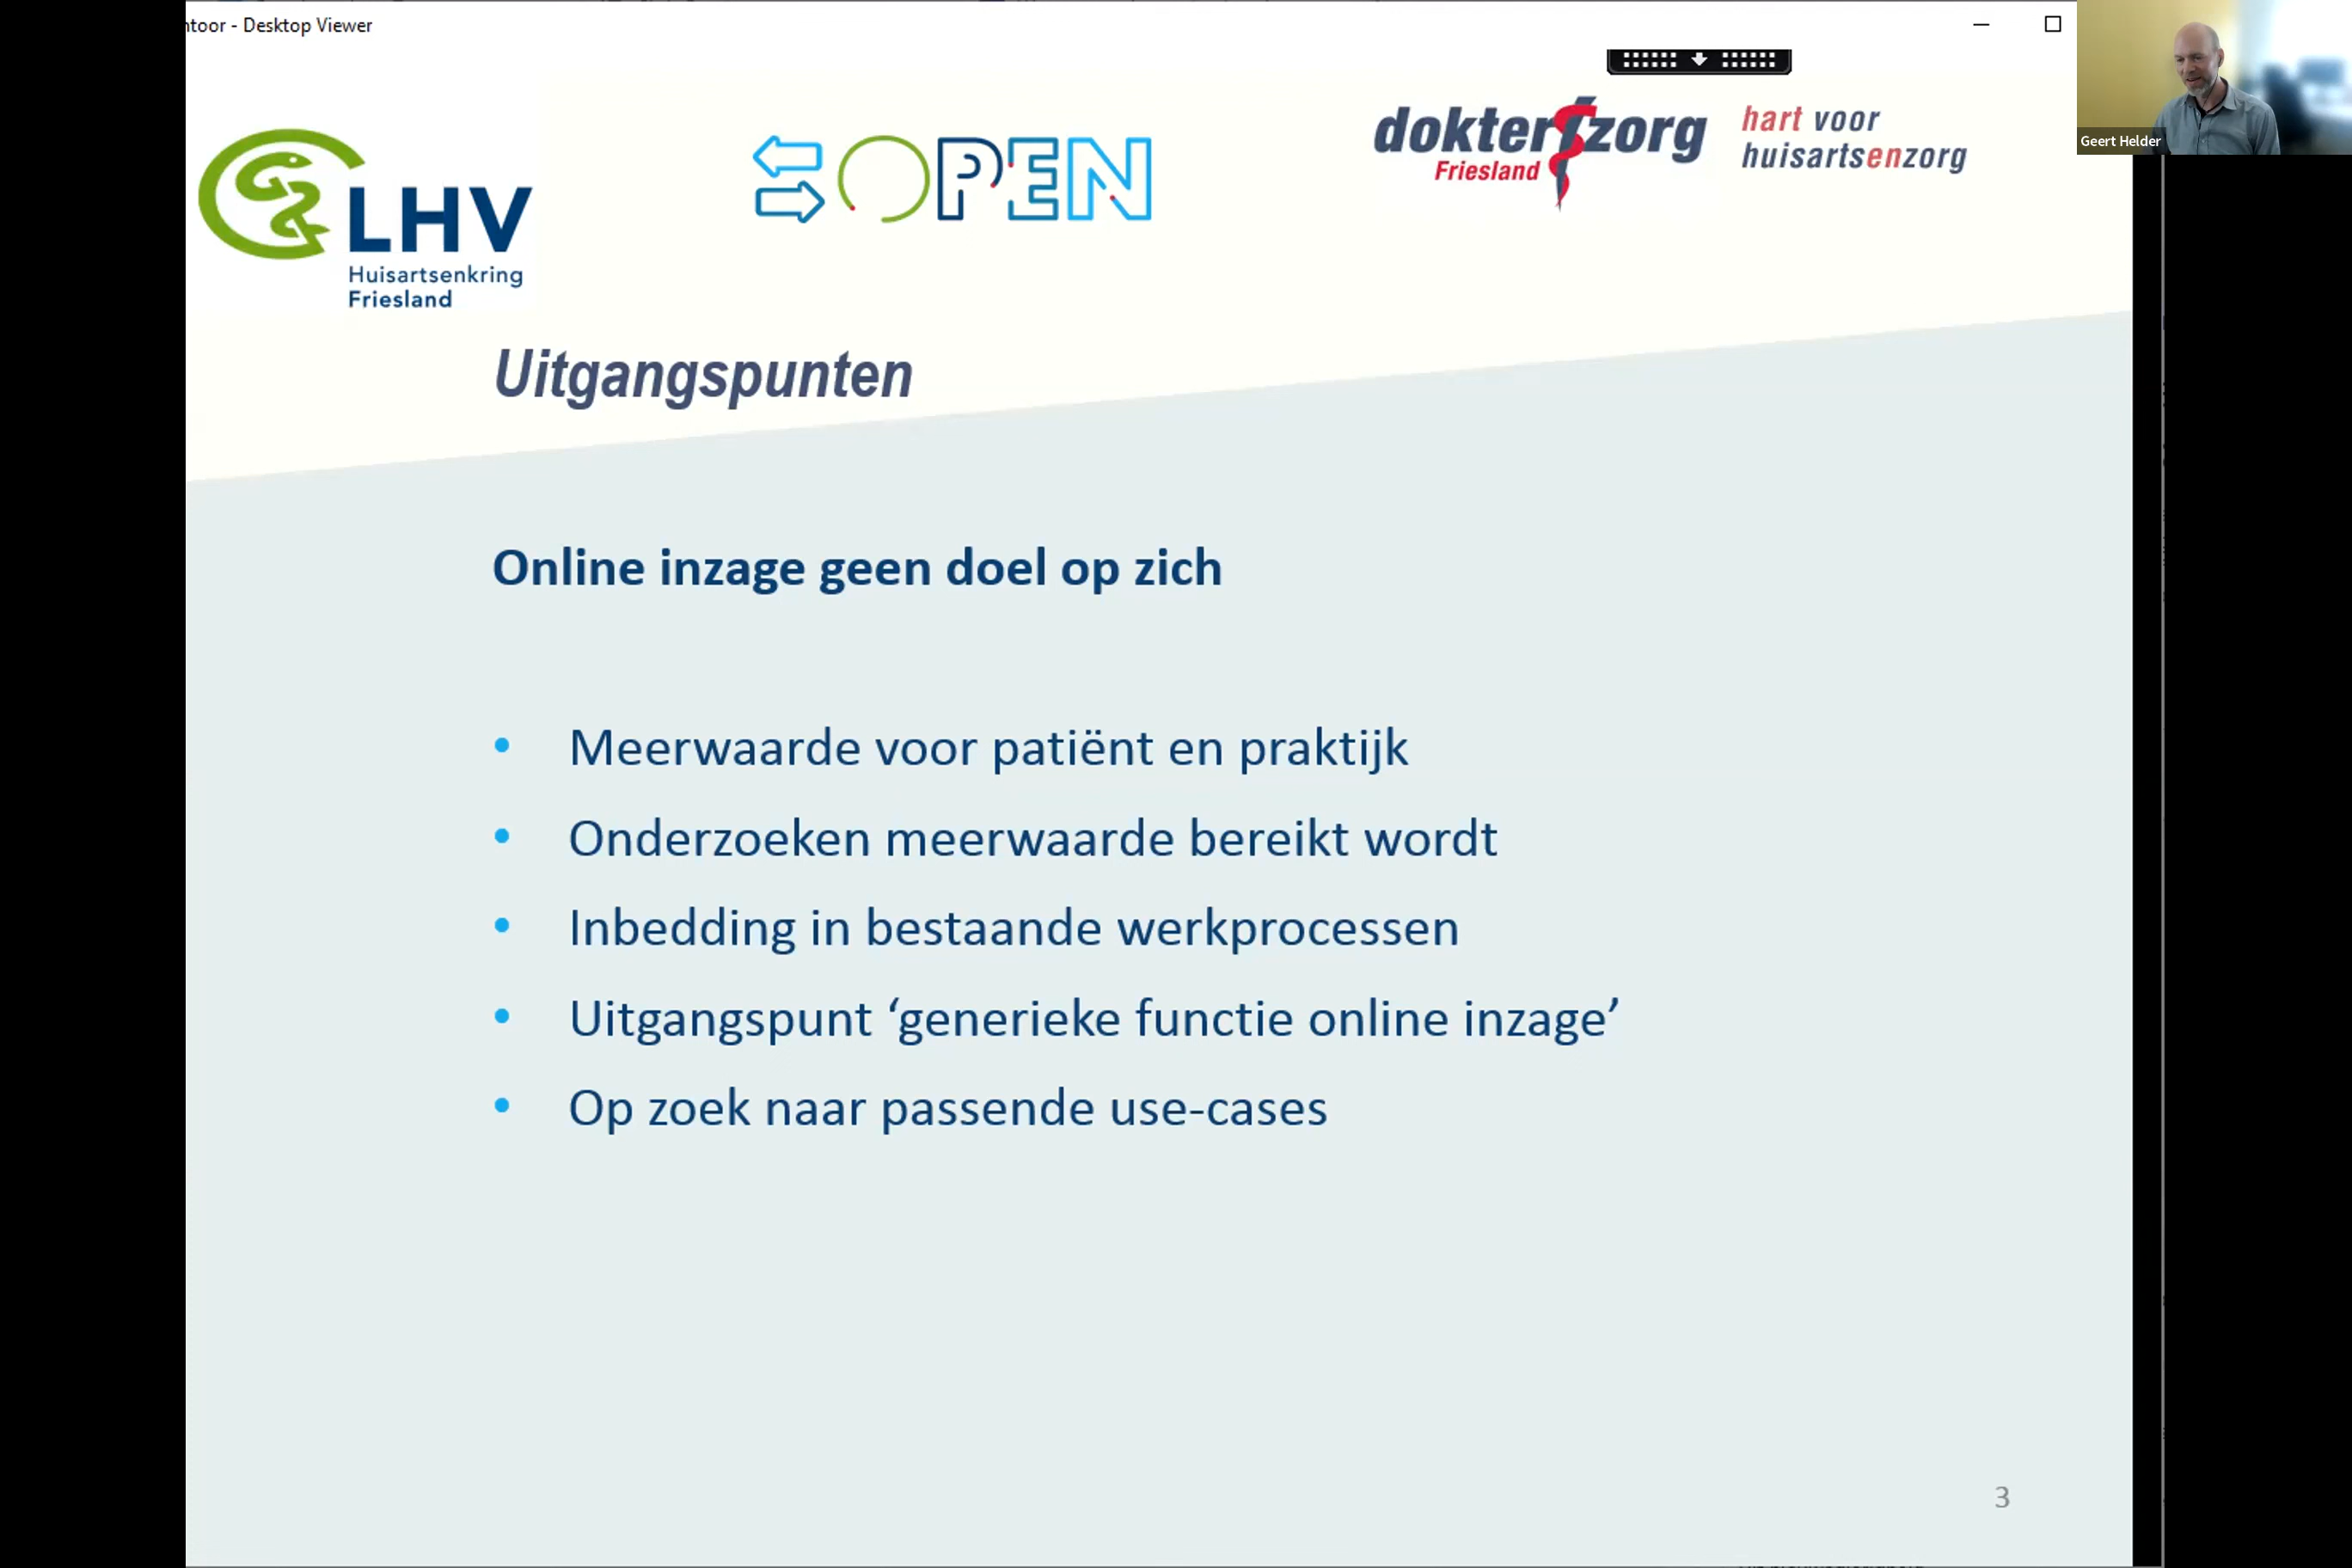 ntoor - Desktop Viewer
Geert Helder
LHV
Huisartsenkring
Friesland
OPEN
dokterzorg
Friesland
hart voor
huisartsenzorg
Uitgangspunten
Online inzage geen doel op zich
• Meerwaarde voor patiënt en praktijk
• Onderzoeken meerwaarde bereikt wordt
• Inbedding in bestaande werkprocessen
• Uitgangspunt ‘generieke functie online inzage’
• Op zoek naar passende use-cases
3